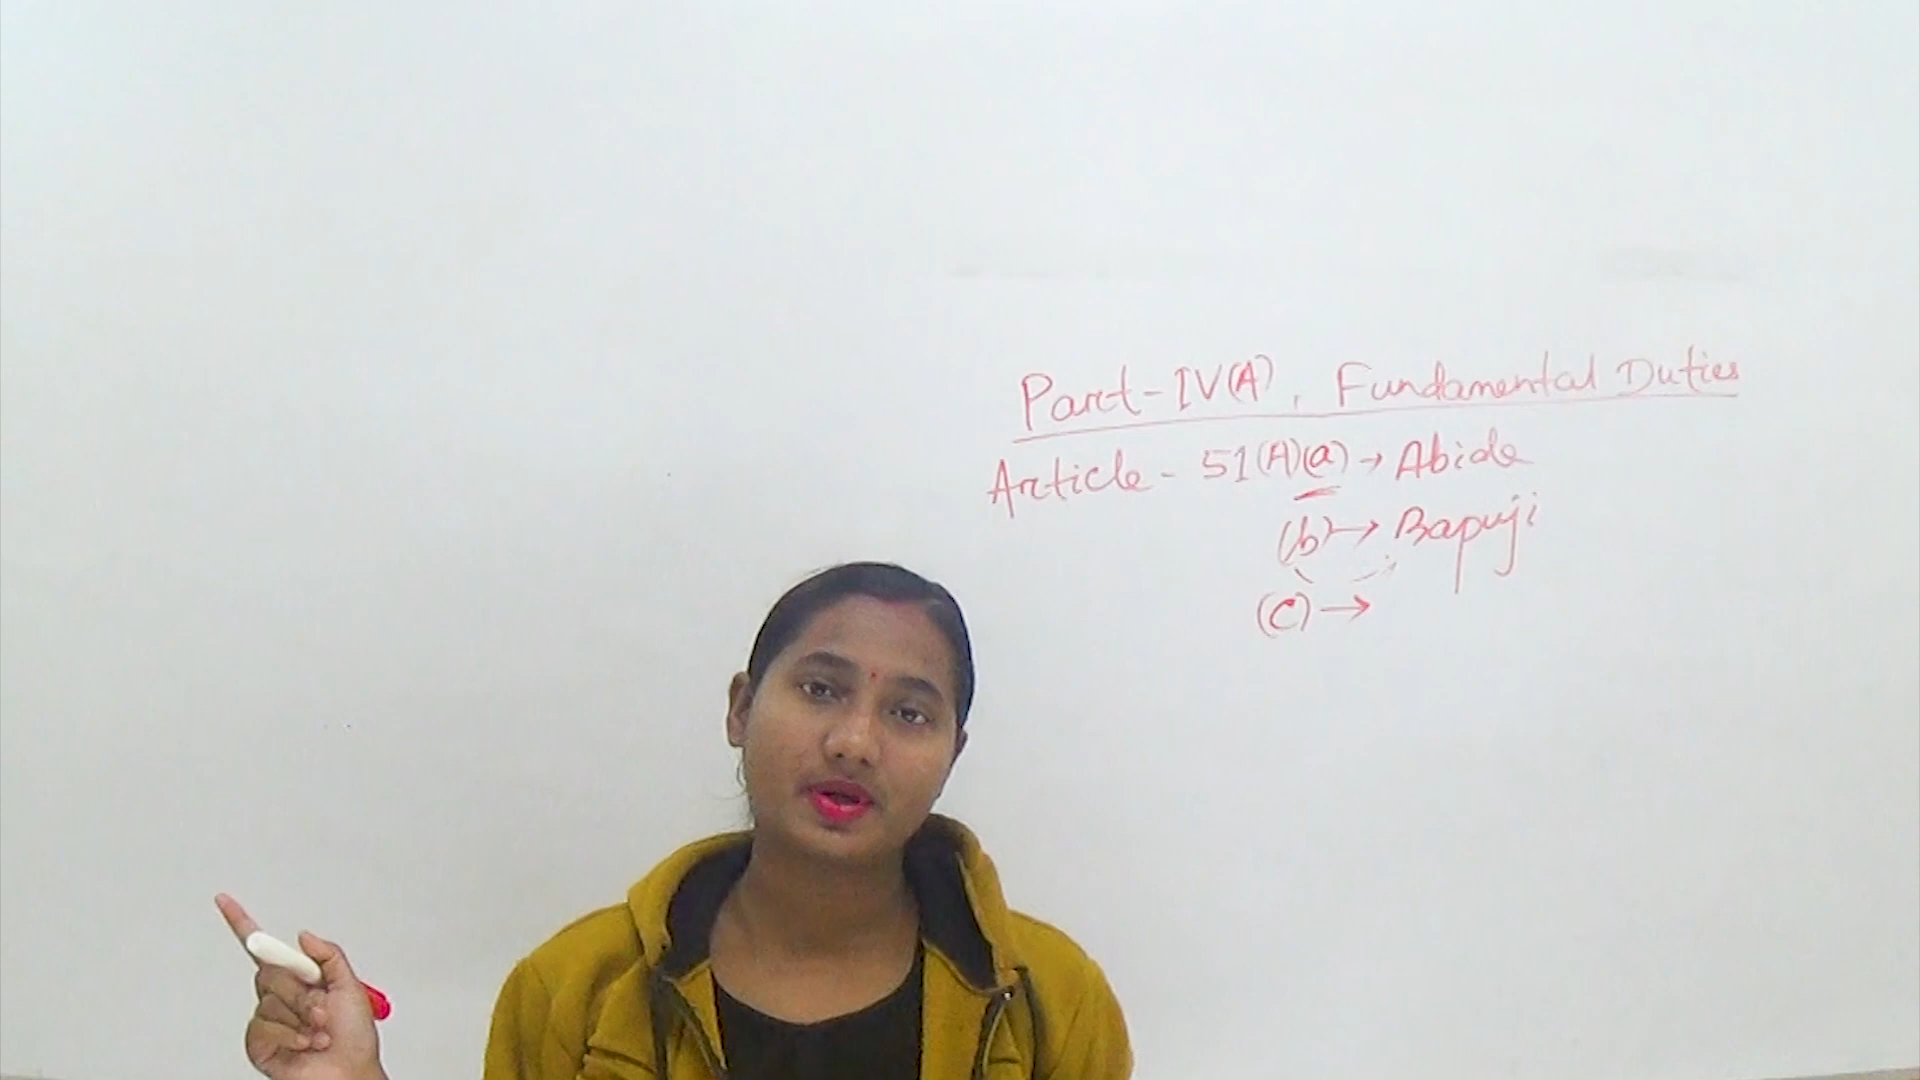 Part-IV(A), Fundamental Duties
Article - 51(A)(a) → Abide
(b) → Bapuji
(c) →